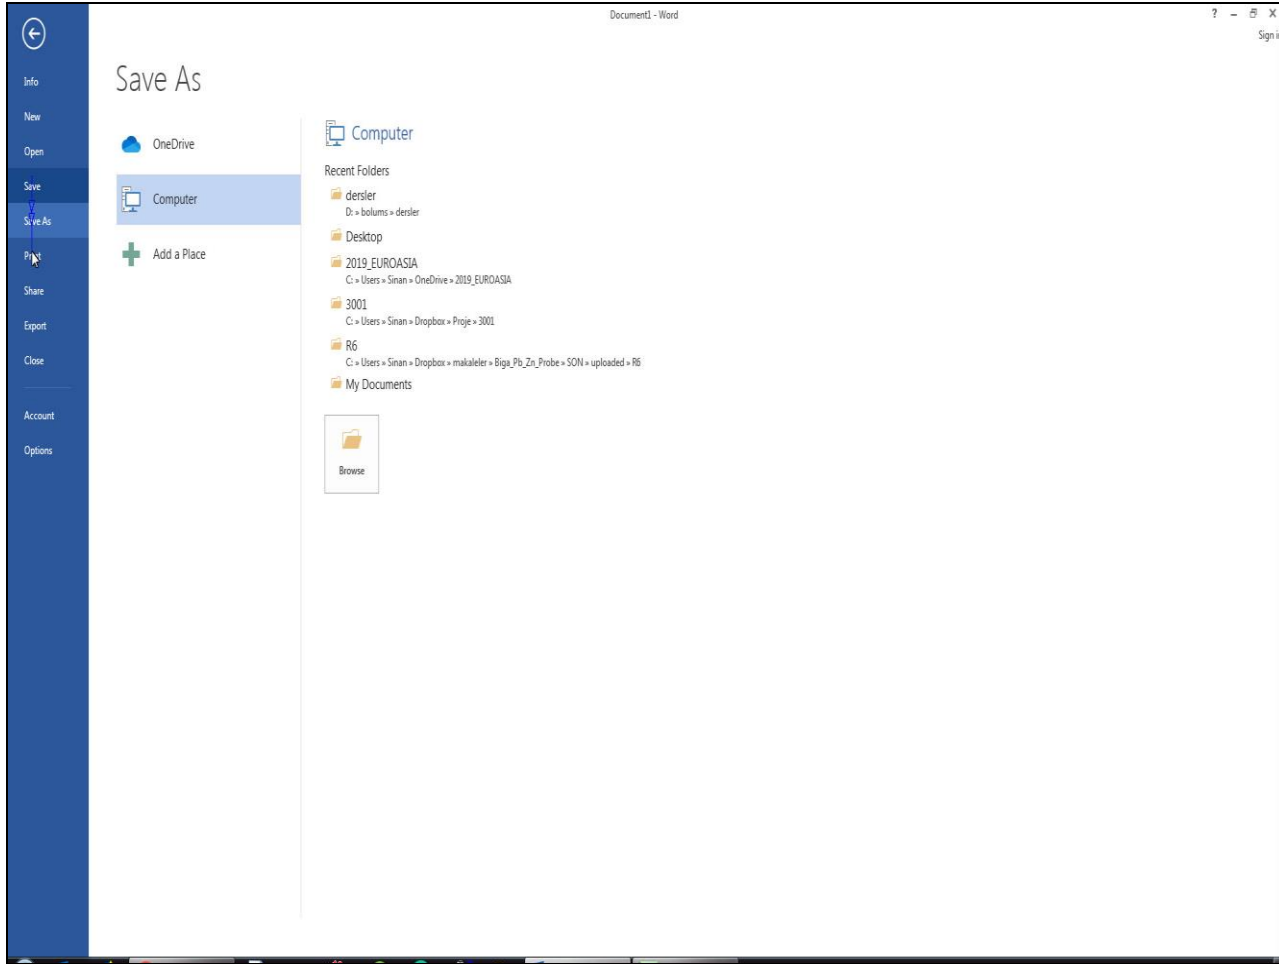 Document1 - Word
?
Sign i
Info
New
Open
Save
Save As
Print
Share
Export
Close
Account
Options
Save As
OneDrive
Computer
Add a Place
Computer
Recent Folders
dersler
D: » bolums » dersler
Desktop
2019_EUROASIA
C: » Users » Sinan » OneDrive » 2019_EUROASIA
3001
C: » Users » Sinan » Dropbox » Proje » 3001
R6
C: » Users » Sinan » Dropbox » makaleler » Biga_Pb_Zn_Probe » SON » uploaded » R6
My Documents
Browse